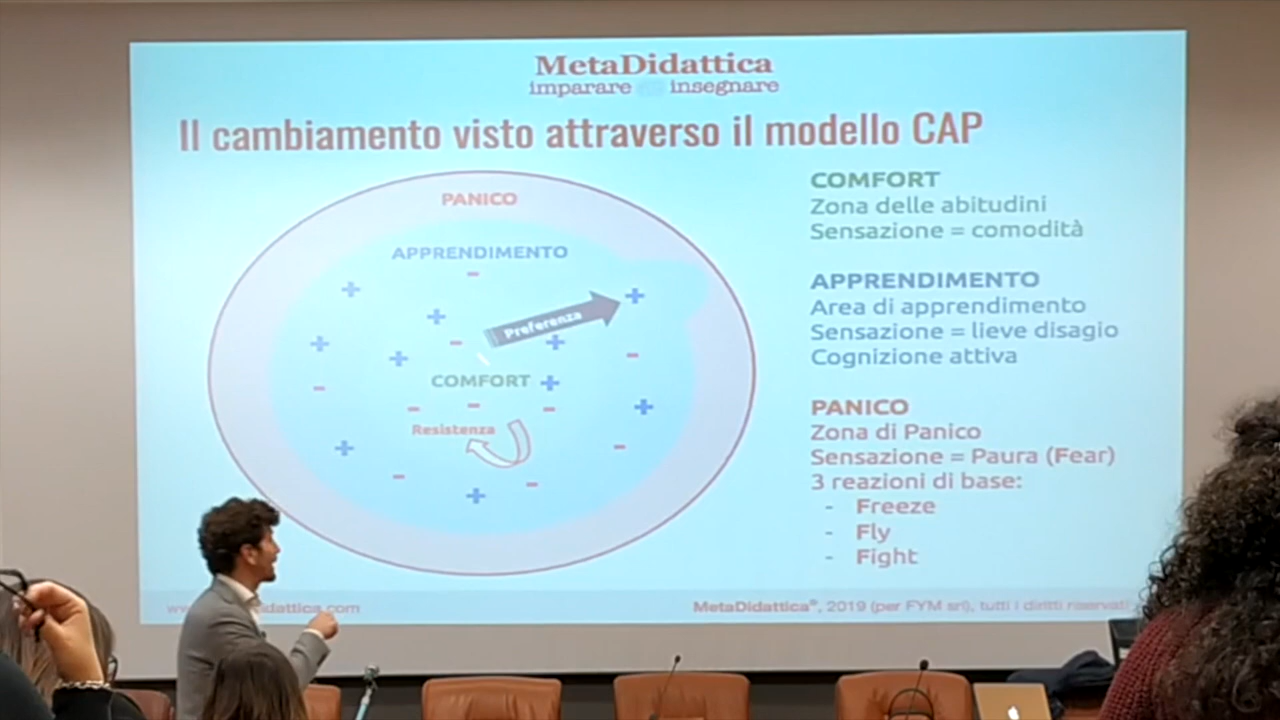 MetaDidattica
imparare insegnare
Il cambiamento visto attraverso il modello CAP
PANICO
APPRENDIMENTO
Preferenza
COMFORT
Resistenza
COMFORT
Zona delle abitudini
Sensazione = comodità
APPRENDIMENTO
Area di apprendimento
Sensazione = lieve disagio
Cognizione attiva
PANICO
Zona di Panico
Sensazione = Paura (Fear)
3 reazioni di base:
- Freeze
- Fly
- Fight
MetaDidattica®, 2019 (per FYM srl), tutti i diritti riservati